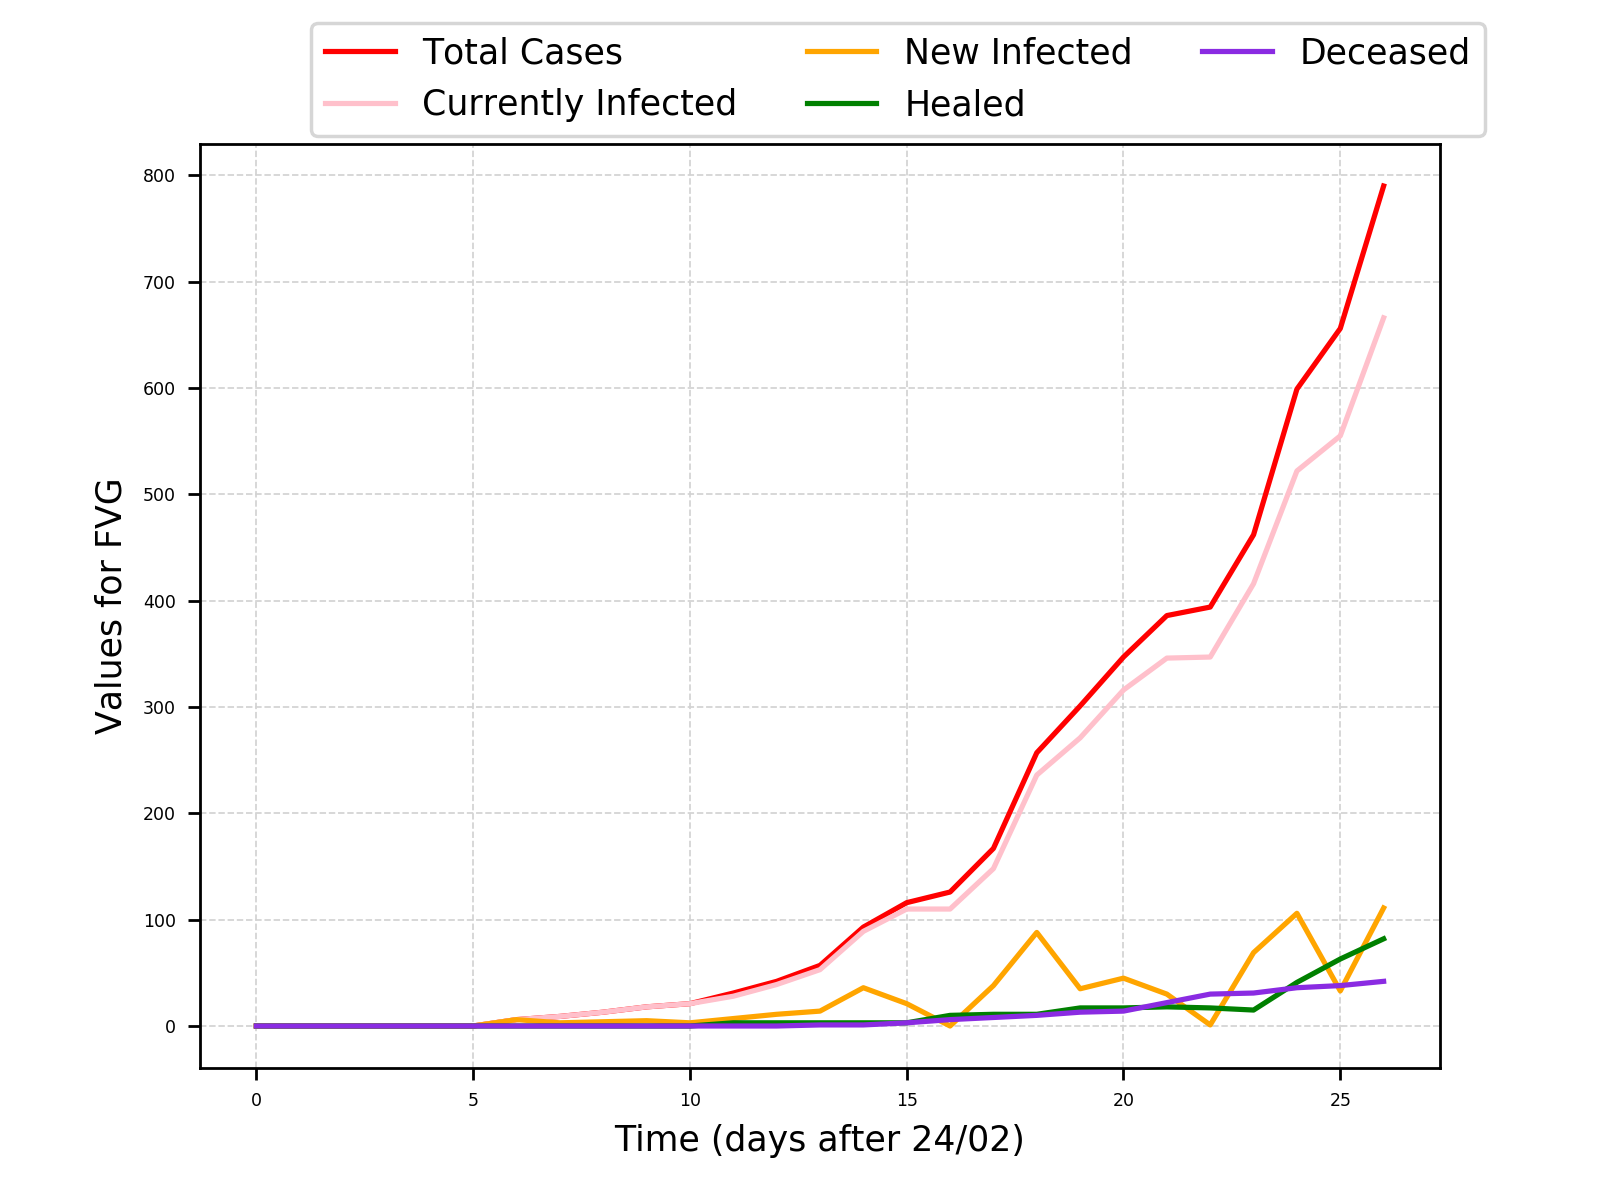 Total Cases New Infected Deceased
Currently Infected Healed
800
700
600
500
400
300
200
100
0
Values for FVG
0 5 10 15 20 25
Time (days after 24/02)